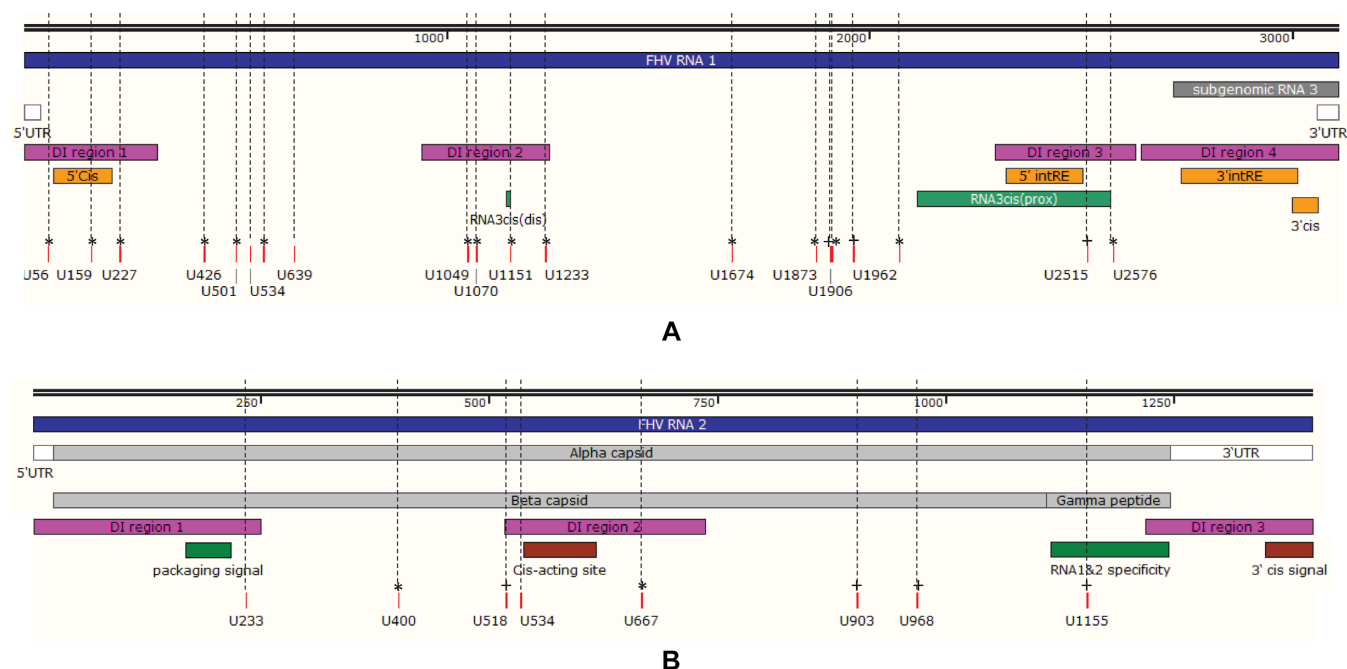 1000 2000 3000
FHV RNA 1
subgenomic RNA 3
5'UTR 3'UTR
DI region 1 DI region 2 DI region 3 DI region 4
5'Cis 5' intRE 3'intRE
RNA3cis(prox)
RNA3cis(dis) 3'cis
* * * * * * * * * * * * * + * + * + *
U56 U159 U227 U426 U639 U1049 U1151 U1233 U1674 U1873 U1962 U2515 U2576
U501 U534 U1070 U1906
A
250 500 750 1000 1250
FHV RNA 2
Alpha capsid 3'UTR
5'UTR
Beta capsid Gamma peptide
DI region 1 DI region 2 DI region 3
packaging signal Cis-acting site RNA1&2 specificity 3' cis signal
* + * + + +
U233 U400 U518 U534 U667 U903 U968 U1155
B